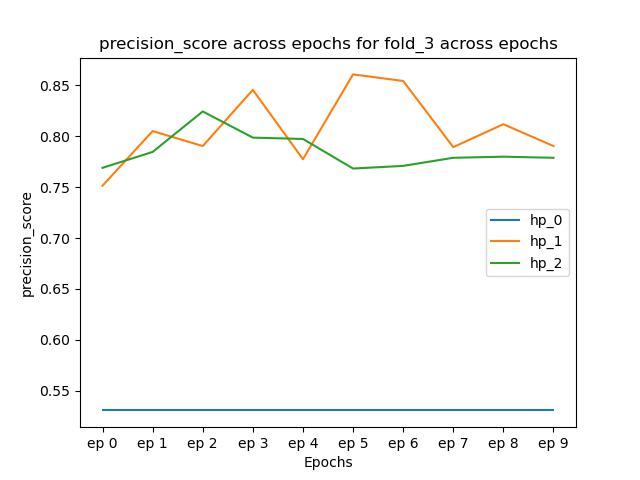 precision_score across epochs for fold_3 across epochs
precision_score
0.85
0.80
0.75
0.70
0.65
0.60
0.55
hp_0
hp_1
hp_2
ep 0 ep 1 ep 2 ep 3 ep 4 ep 5 ep 6 ep 7 ep 8 ep 9
Epochs